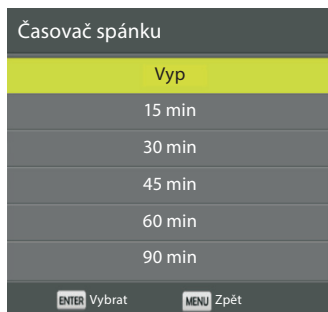 Časovač spánku
Vyp
15 min
30 min
45 min
60 min
90 min
ENTER Vybrat MENU Zpět